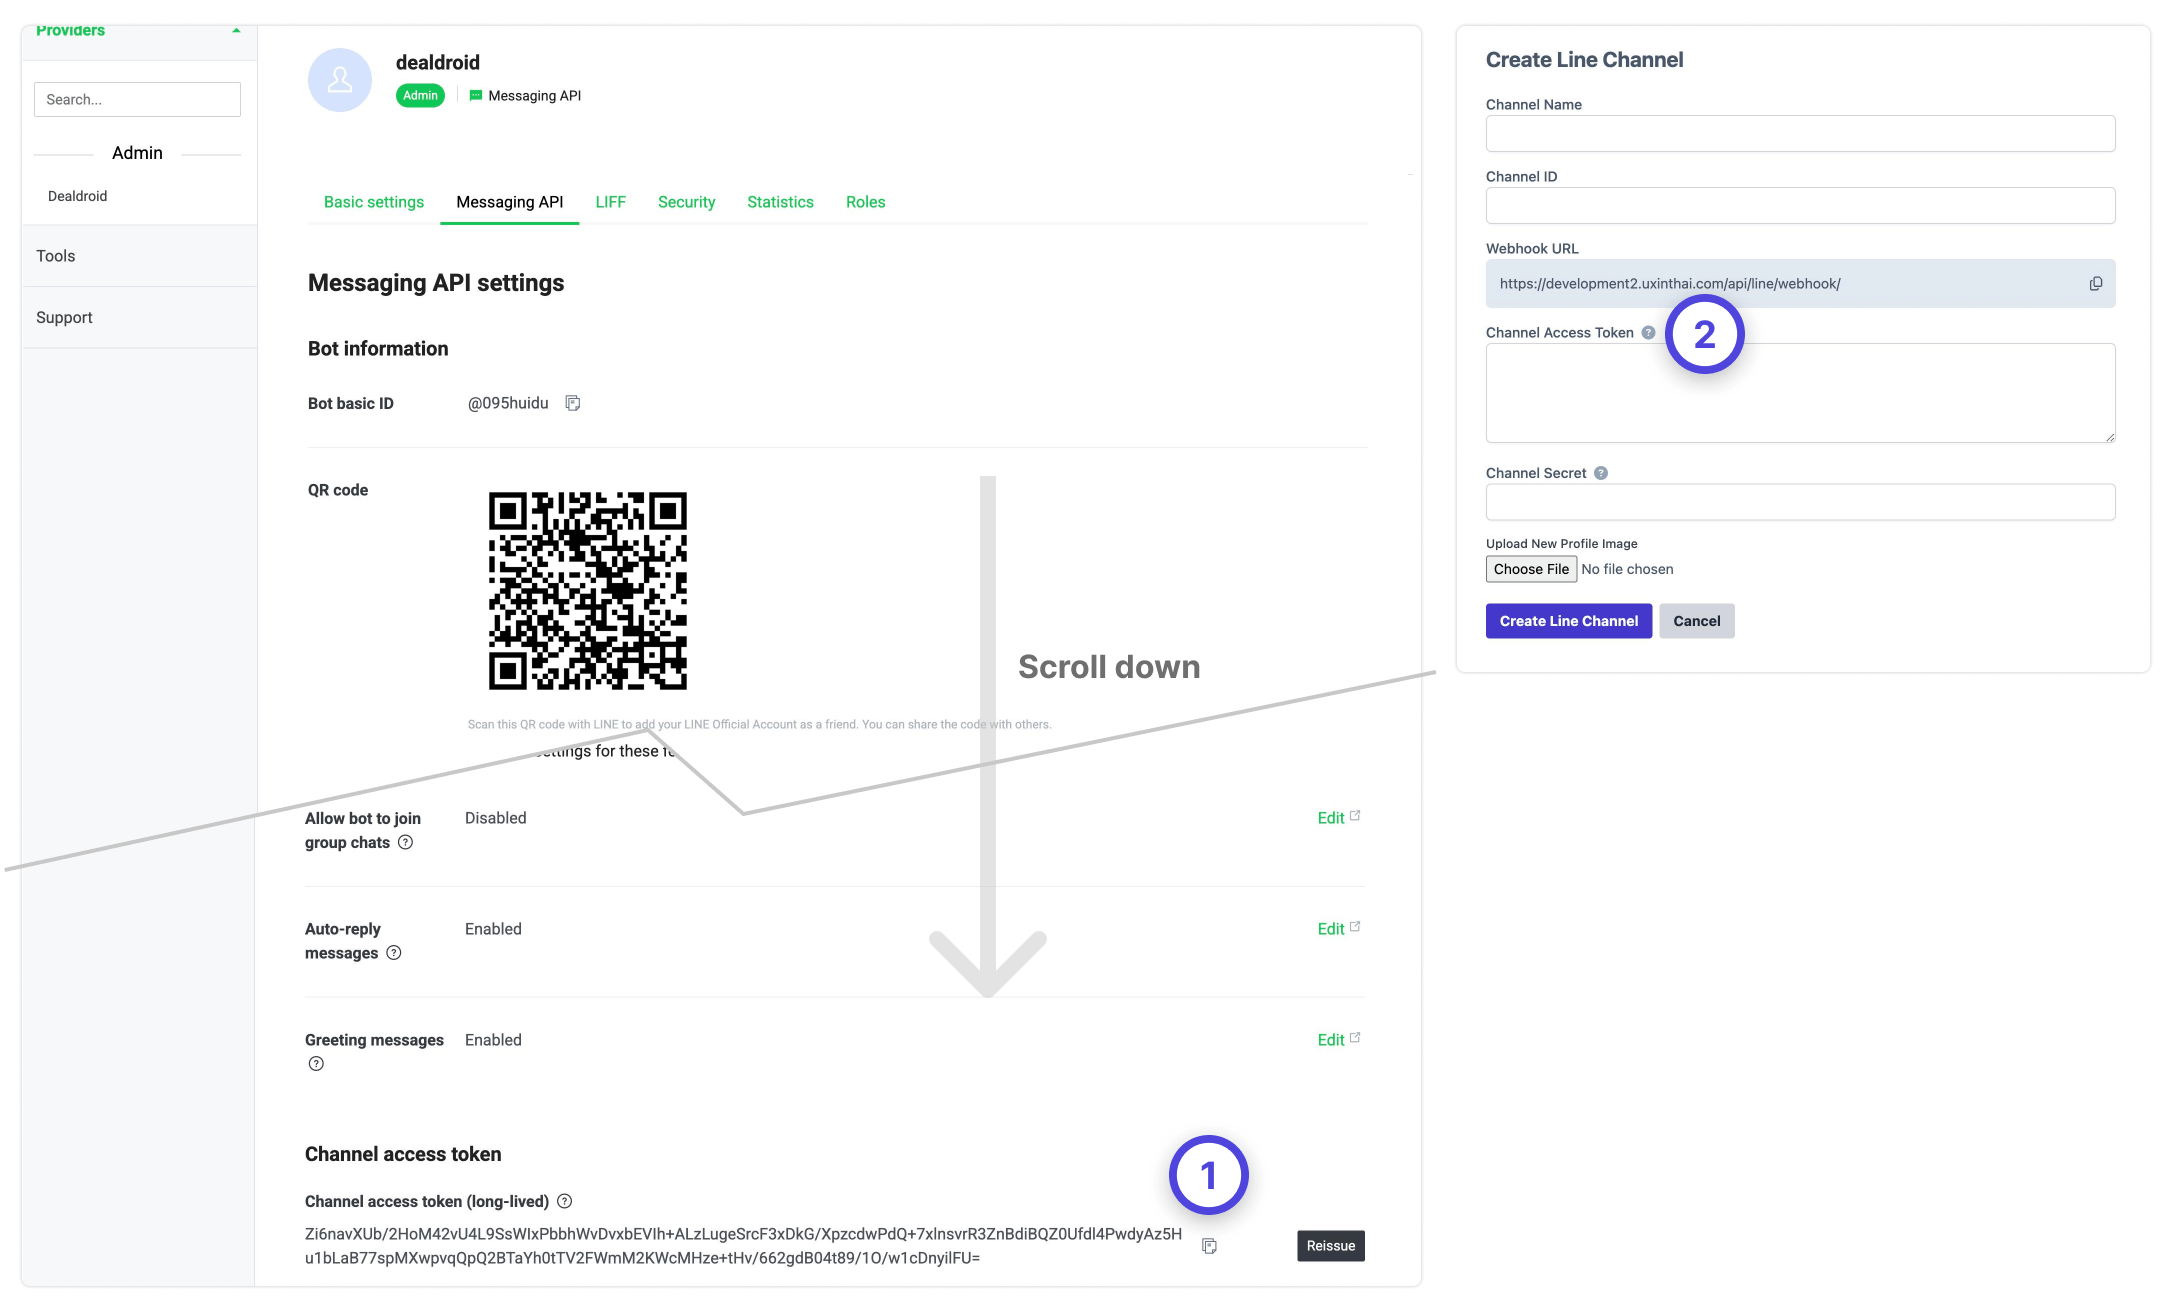 Providers
Search...
Admin
Dealdroid
Tools
Support
dealdroid
Admin
Messaging API
Basic settings
Messaging API
LIFF
Security
Statistics
Roles
Messaging API settings
Bot information
Bot basic ID
@095huidu
QR code
Scroll down
Scan this QR code with LINE to add your LINE Official Account as a friend. You can share the code with others.
settings for these
Allow bot to join
group chats
Disabled
Edit
Auto-reply
messages
Enabled
Edit
Greeting messages
Enabled
Edit
Channel access token
1
Channel access token (long-lived)
Zi6navXUb/2HoM42vU4L9SsWIxPbbhWvDvxbEVIh+ALzLugeSrcF3xDkG/XpzcdwPdQ+7xlnsvrR3ZnBdiBQZ0Ufdl4PwdyAz5H
u1bLaB77spMXwpvqQpQ2BTaYh0tTV2FWmM2KWcMHze+tHv/662gdB04t89/1O/w1cDnyilFU=
Reissue
Create Line Channel
Channel Name
Channel ID
Webhook URL
https://development2.uxinthai.com/api/line/webhook/
Channel Access Token
2
Channel Secret
Upload New Profile Image
Choose File No file chosen
Create Line Channel
Cancel